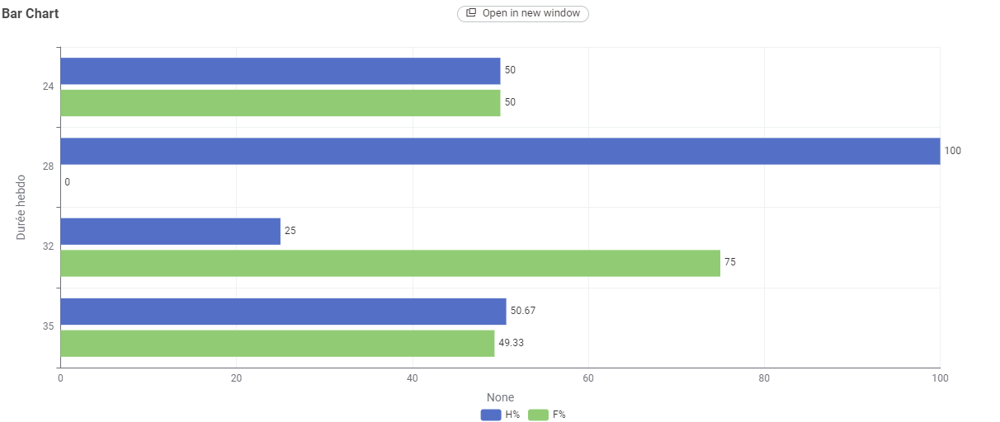 Bar Chart
Open in new window
Durée hebdo
24
50
50
28
100
0
32
25
75
35
50.67
49.33
0 20 40 60 80 100
None
H% F%